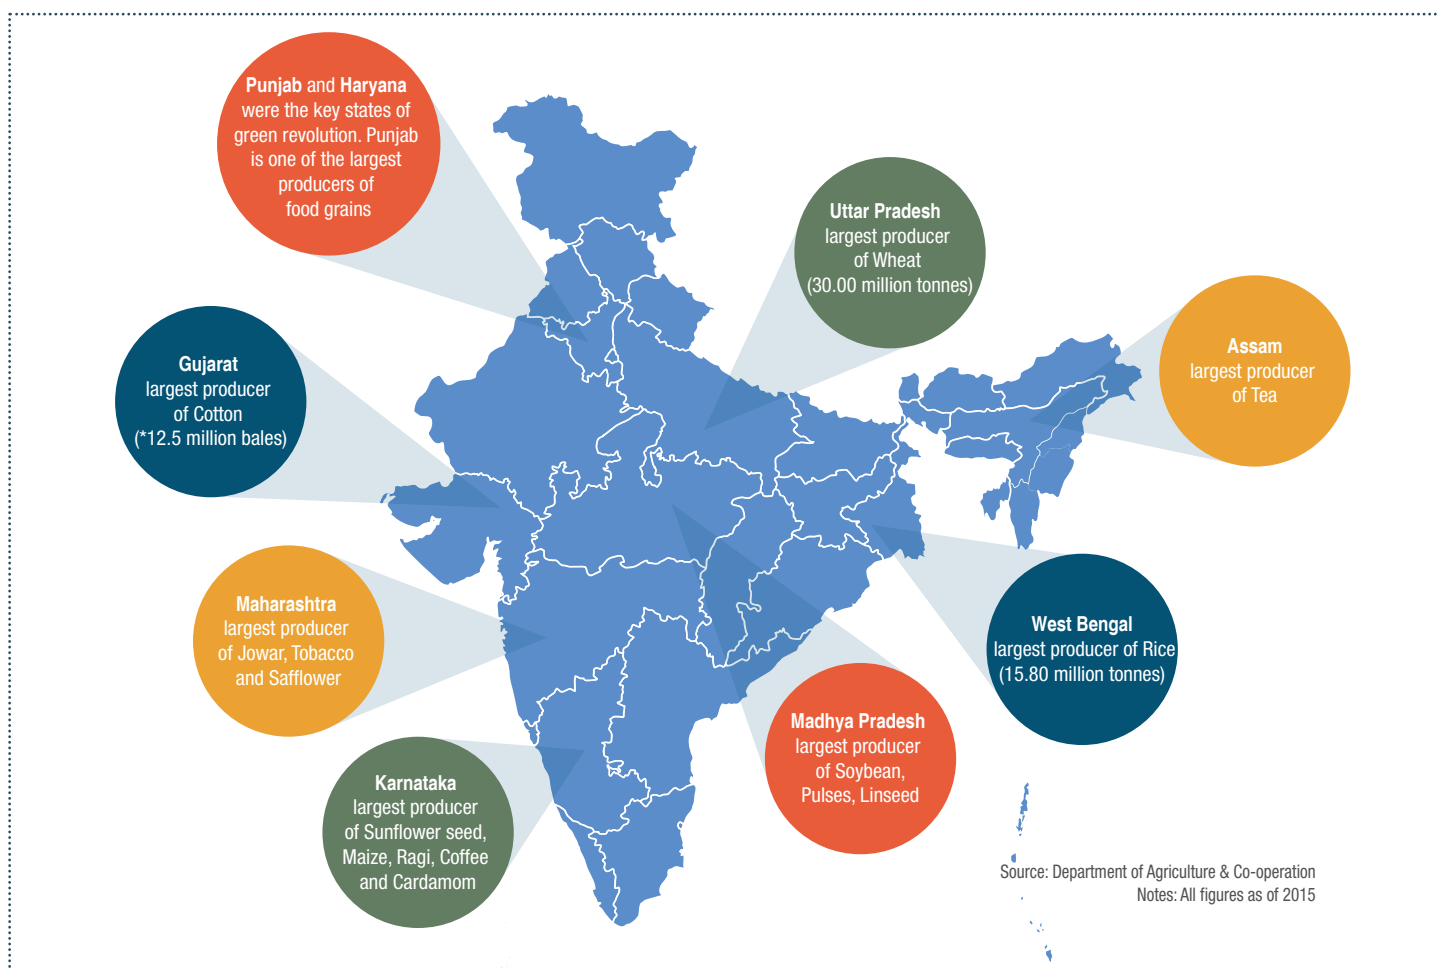 Punjab and Haryana
were the key states of
green revolution. Punjab
is one of the largest
producers of
food grains
Uttar Pradesh
largest producer
of Wheat
(30.00 million tonnes)
Assam
largest producer
of Tea
Gujarat
largest producer
of Cotton
(*12.5 million bales)
Maharashtra
largest producer
of Jowar, Tobacco
and Safflower
West Bengal
largest producer of Rice
(15.80 million tonnes)
Madhya Pradesh
largest producer
of Soybean,
Pulses, Linseed
Karnataka
largest producer
of Sunflower seed,
Maize, Ragi, Coffee
and Cardamom
Source: Department of Agriculture & Co-operation
Notes: All figures as of 2015